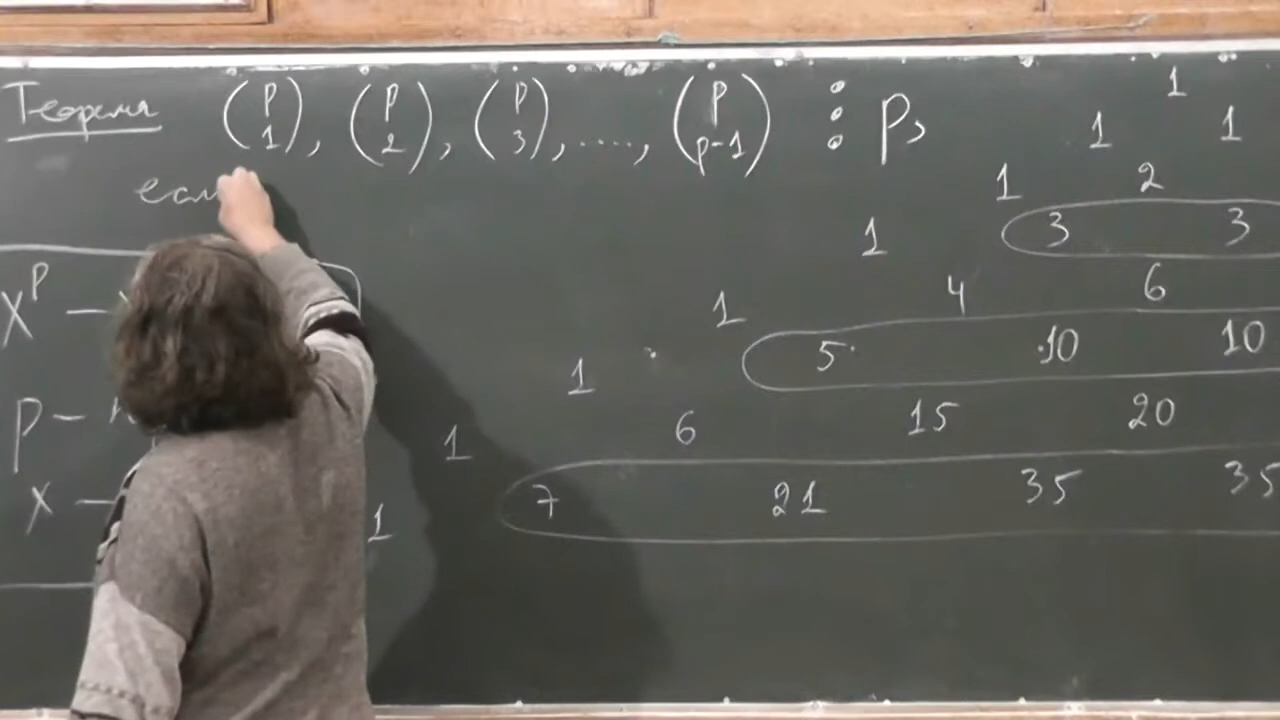 Теорема (p 1), (p 2), (p 3), ...., (p p-1) ⋮ p,
есл
x^p —
p —
x —
1
1 1
1 2
1 3 3
1 4 6
1 5 10 10
1 6 15 20
1 7 21 35 35